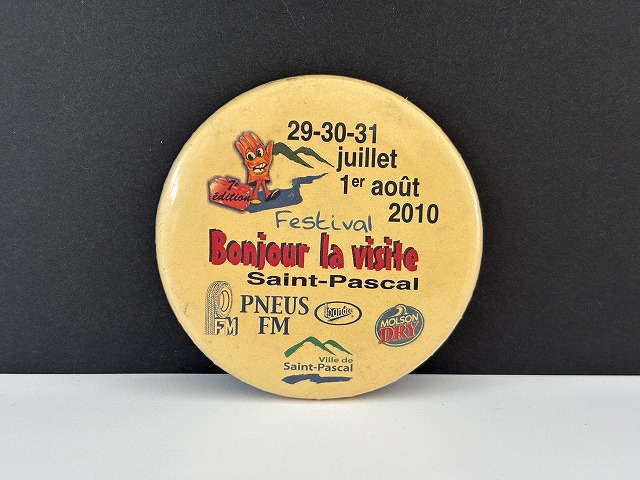 29-30-31
juillet
1er août
2010
7e
édition
Festival
Bonjour la visite
Saint-Pascal
FM
PNEUS
FM
MOLSON
DRY
Ville de
Saint-Pascal